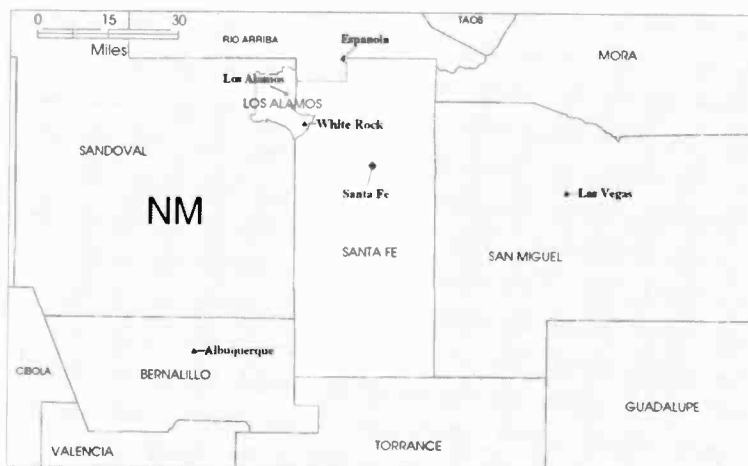 0 15 30
Miles
RIO ARRIBA
Espanola
TAOS
MORA
Los Alamos
LOS ALAMOS
White Rock
SANDOVAL
Santa Fe
Las Vegas
NM
SANTA FE
SAN MIGUEL
Albuquerque
CIBOLA
BERNALILLO
GUADALUPE
VALENCIA
TORRANCE